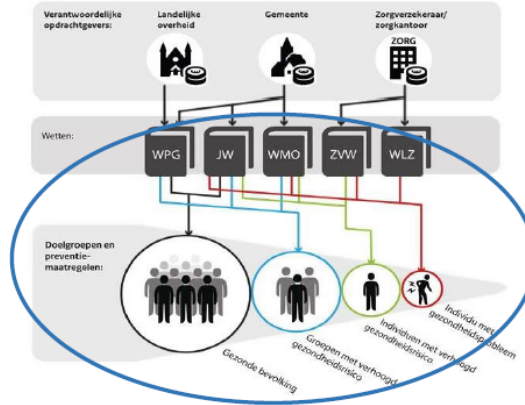 Verantwoordelijke
opdrachtgevers:
Landelijke
overheid
Gemeente
Zorgverzekeraar/
zorgkantoor
ZORG
Wetten:
WPG
JW
WMO
ZVW
WLZ
Doelgroepen en
preventie-
maatregelen:
Gezonde bevolking
Groepen met verhoogd
gezondheidsrisico
Individuen met verhoogd
gezondheidsrisico
Individu met
gezondheidsprobleem